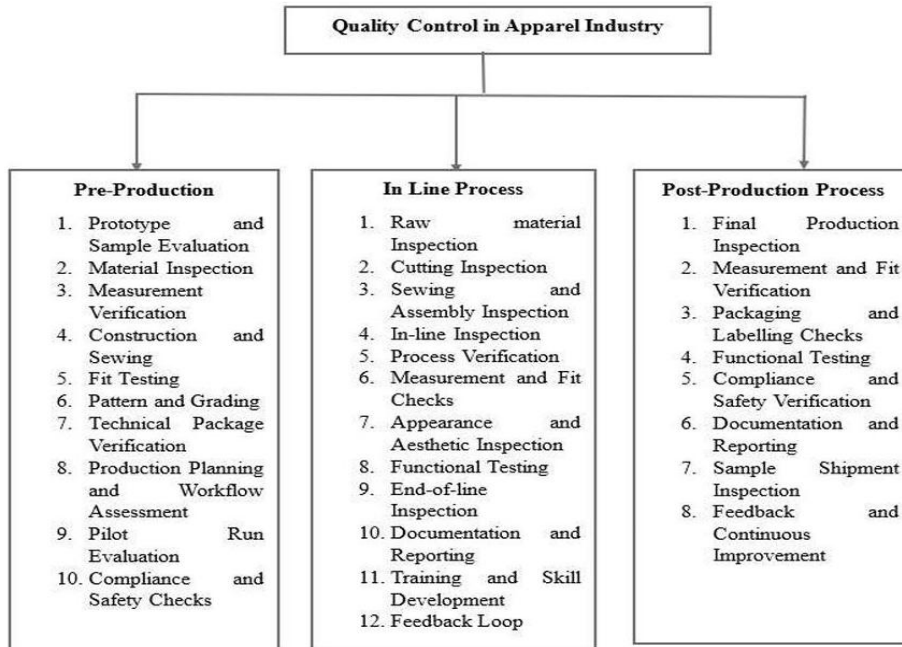 Quality Control in Apparel Industry
Pre-Production
1. Prototype and
Sample Evaluation
2. Material Inspection
3. Measurement
Verification
4. Construction and
Sewing
5. Fit Testing
6. Pattern and Grading
7. Technical Package
Verification
8. Production Planning
and Workflow
Assessment
9. Pilot Run
Evaluation
10. Compliance and
Safety Checks
In Line Process
1. Raw material
Inspection
2. Cutting Inspection
3. Sewing and
Assembly Inspection
4. In-line Inspection
5. Process Verification
6. Measurement and Fit
Checks
7. Appearance and
Aesthetic Inspection
8. Functional Testing
9. End-of-line
Inspection
10. Documentation and
Reporting
11. Training and Skill
Development
12. Feedback Loop
Post-Production Process
1. Final Production
Inspection
2. Measurement and Fit
Verification
3. Packaging and
Labelling Checks
4. Functional Testing
5. Compliance and
Safety Verification
6. Documentation and
Reporting
7. Sample Shipment
Inspection
8. Feedback and
Continuous
Improvement